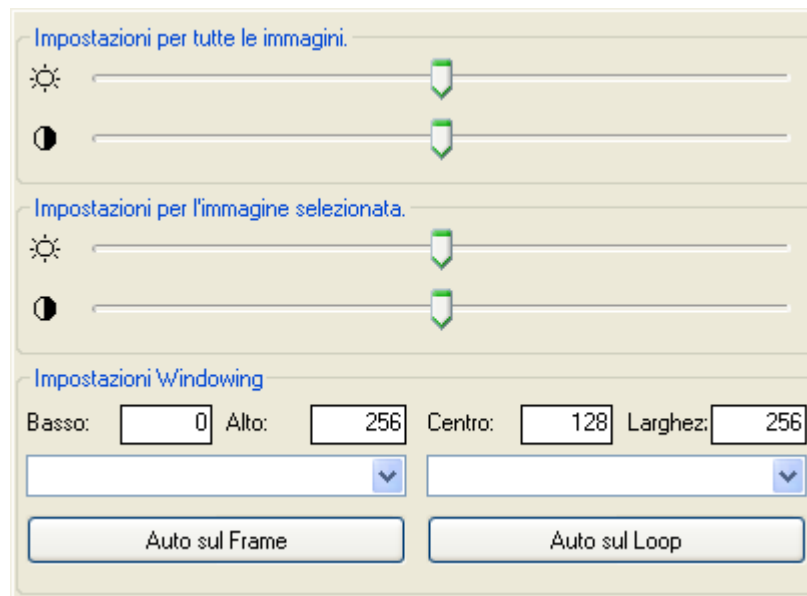 Impostazioni per tutte le immagini.
Impostazioni per l'immagine selezionata.
Impostazioni Windowing
Basso: 0 Alto: 256 Centro: 128 Larghez: 256
Auto sul Frame Auto sul Loop